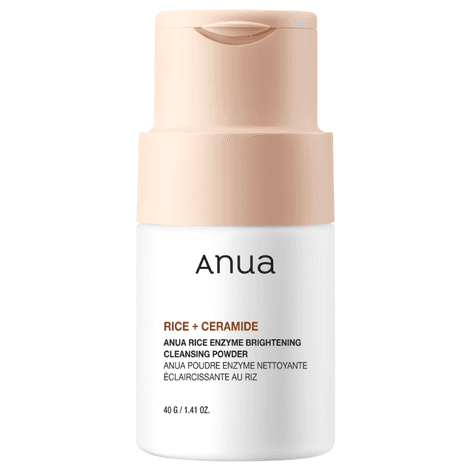 Anua
RICE + CERAMIDE
ANUA RICE ENZYME BRIGHTENING
CLEANSING POWDER
ANUA POUDRE ENZYME NETTOYANTE
ÉCLAIRCISSANTE AU RIZ
40 G / 1.41 OZ.